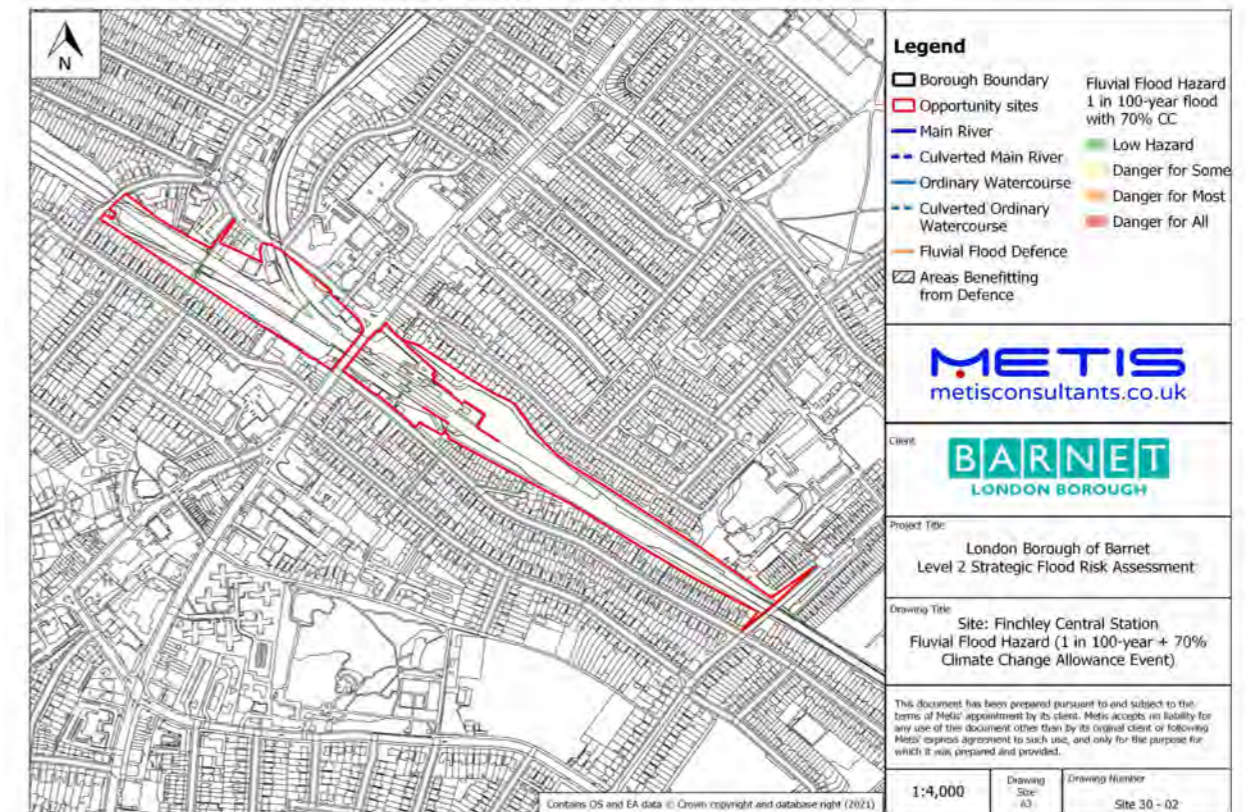 N
Legend
Borough Boundary
Opportunity sites
Main River
Culverted Main River
Ordinary Watercourse
Culverted Ordinary
Watercourse
Fluvial Flood Defence
Areas Benefitting
from Defence
Fluvial Flood Hazard
1 in 100-year flood
with 70% CC
Low Hazard
Danger for Some
Danger for Most
Danger for All
METIS
metisconsultants.co.uk
Client
BARNET
LONDON BOROUGH
Project Title
London Borough of Barnet
Level 2 Strategic Flood Risk Assessment
Drawing Title
Site: Finchley Central Station
Fluvial Flood Hazard (1 in 100-year + 70%
Climate Change Allowance Event)
This document has been prepared pursuant to and subject to the
terms of Metis' appointment by its client. Metis accepts no liability for
any use of this document other than by its original client or following
Metis' express agreement to such use, and only for the purpose for
which it was prepared and provided.
1:4,000
Drawing
Size
A3
Drawing Number
Site 30 - 02
Contains OS and EA data © Crown copyright and database right (2021)